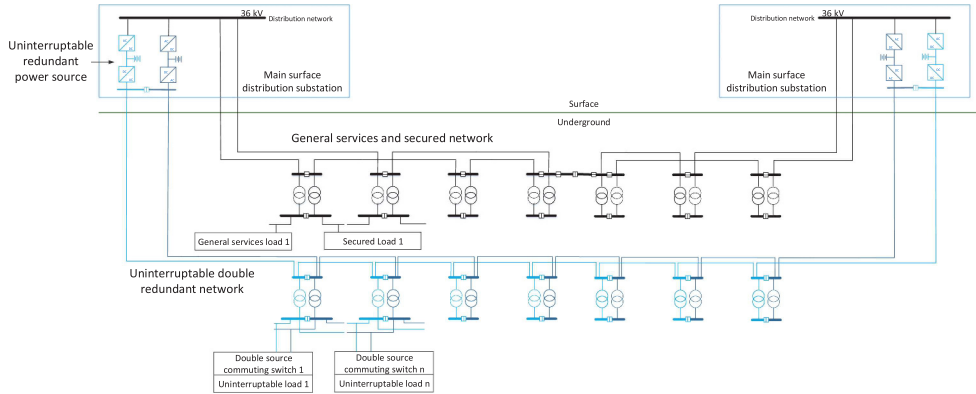 36 kV
Distribution network
36 kV
Distribution network
Uninterruptable
redundant
power source
Main surface
distribution substation
Main surface
distribution substation
Surface
Underground
General services and secured network
General services load 1
Secured Load 1
Uninterruptable double
redundant network
Double source
commuting switch 1
Uninterruptable load 1
Double source
commuting switch n
Uninterruptable load n